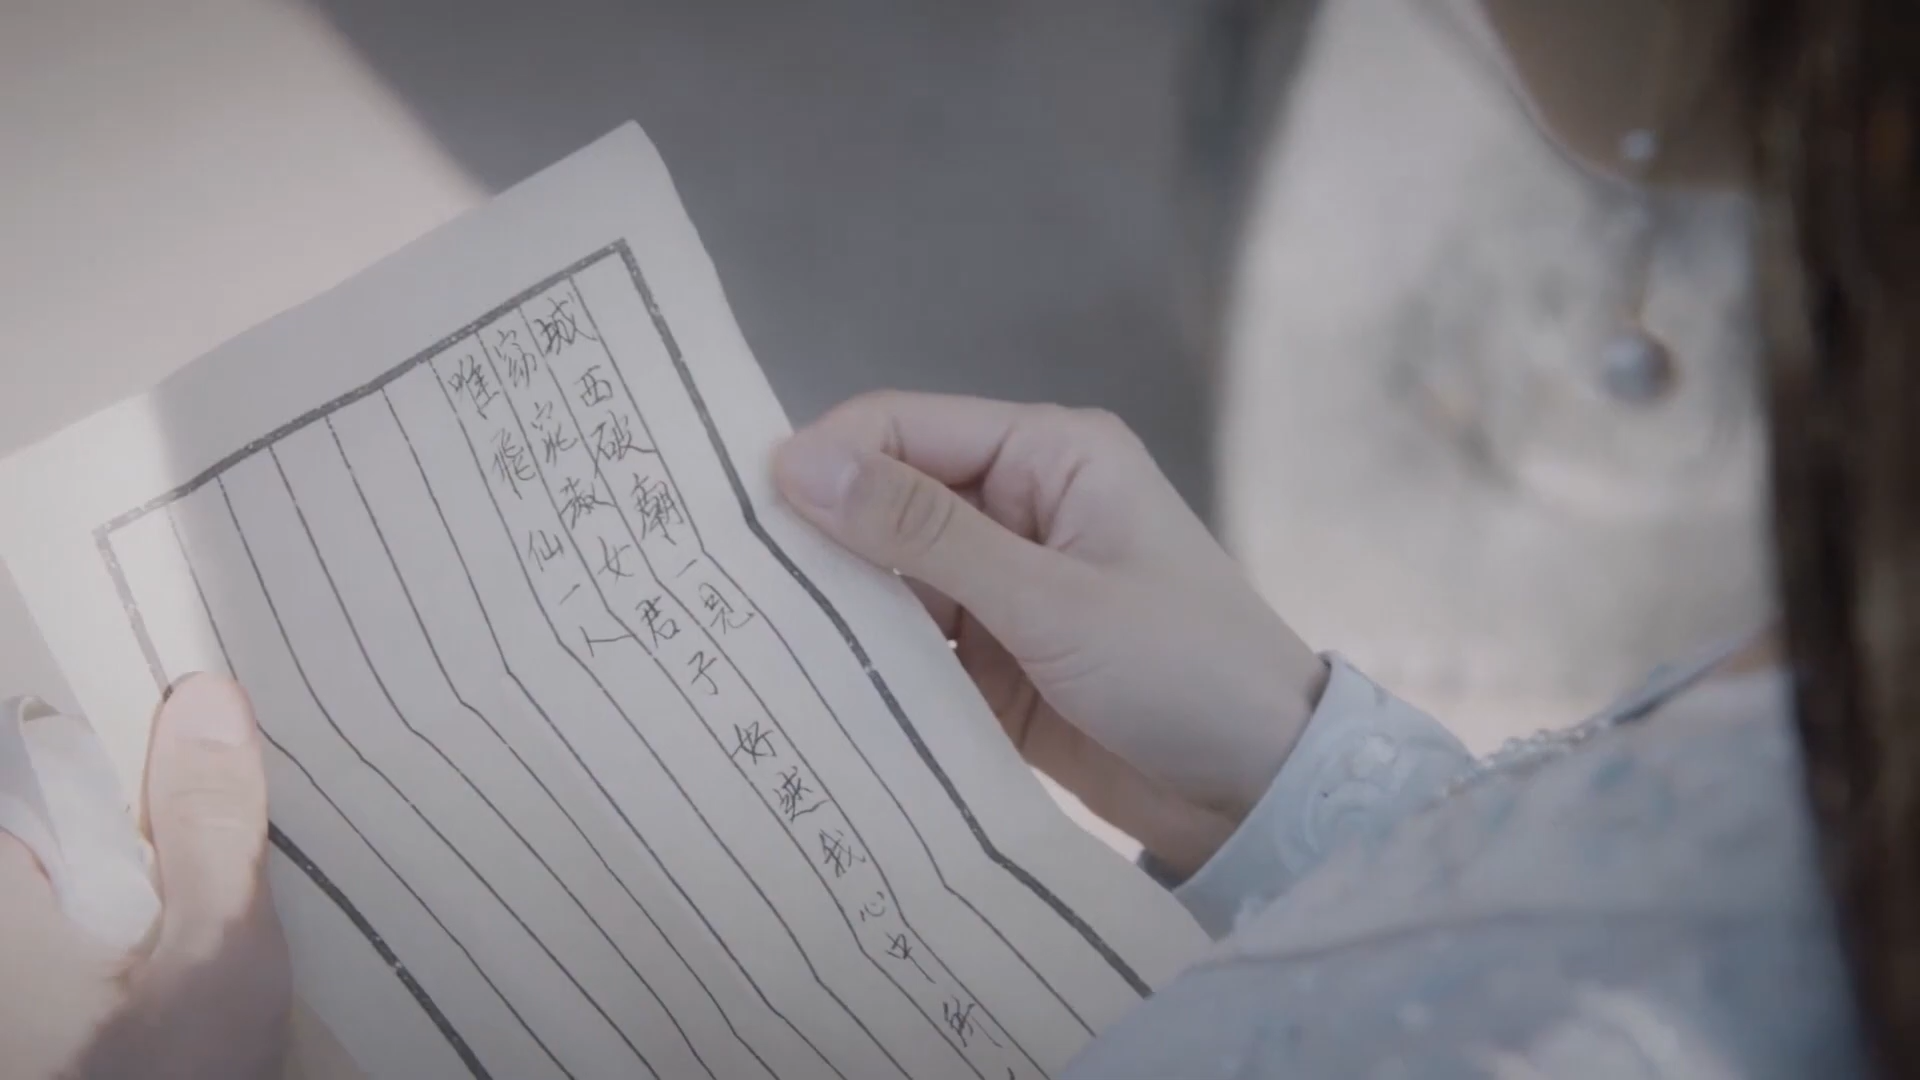 城西破廟一見
窈窕淑女君子好逑我心中所
唯飛仙一人